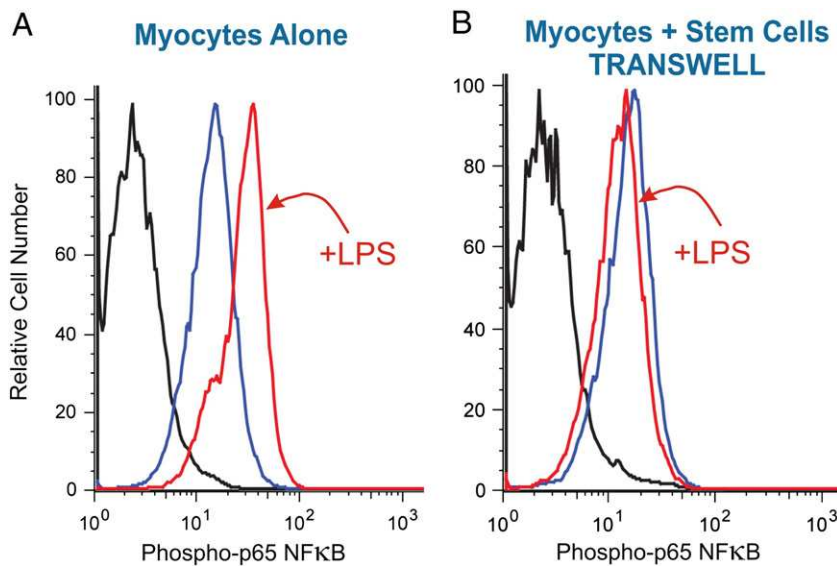 A
Myocytes Alone
Relative Cell Number
100
80
60
40
20
0
+LPS
10⁰
10¹
10²
10³
Phospho-p65 NFκB
B
Myocytes + Stem Cells
TRANSWELL
100
80
60
40
20
0
+LPS
10⁰
10¹
10²
10³
Phospho-p65 NFκB